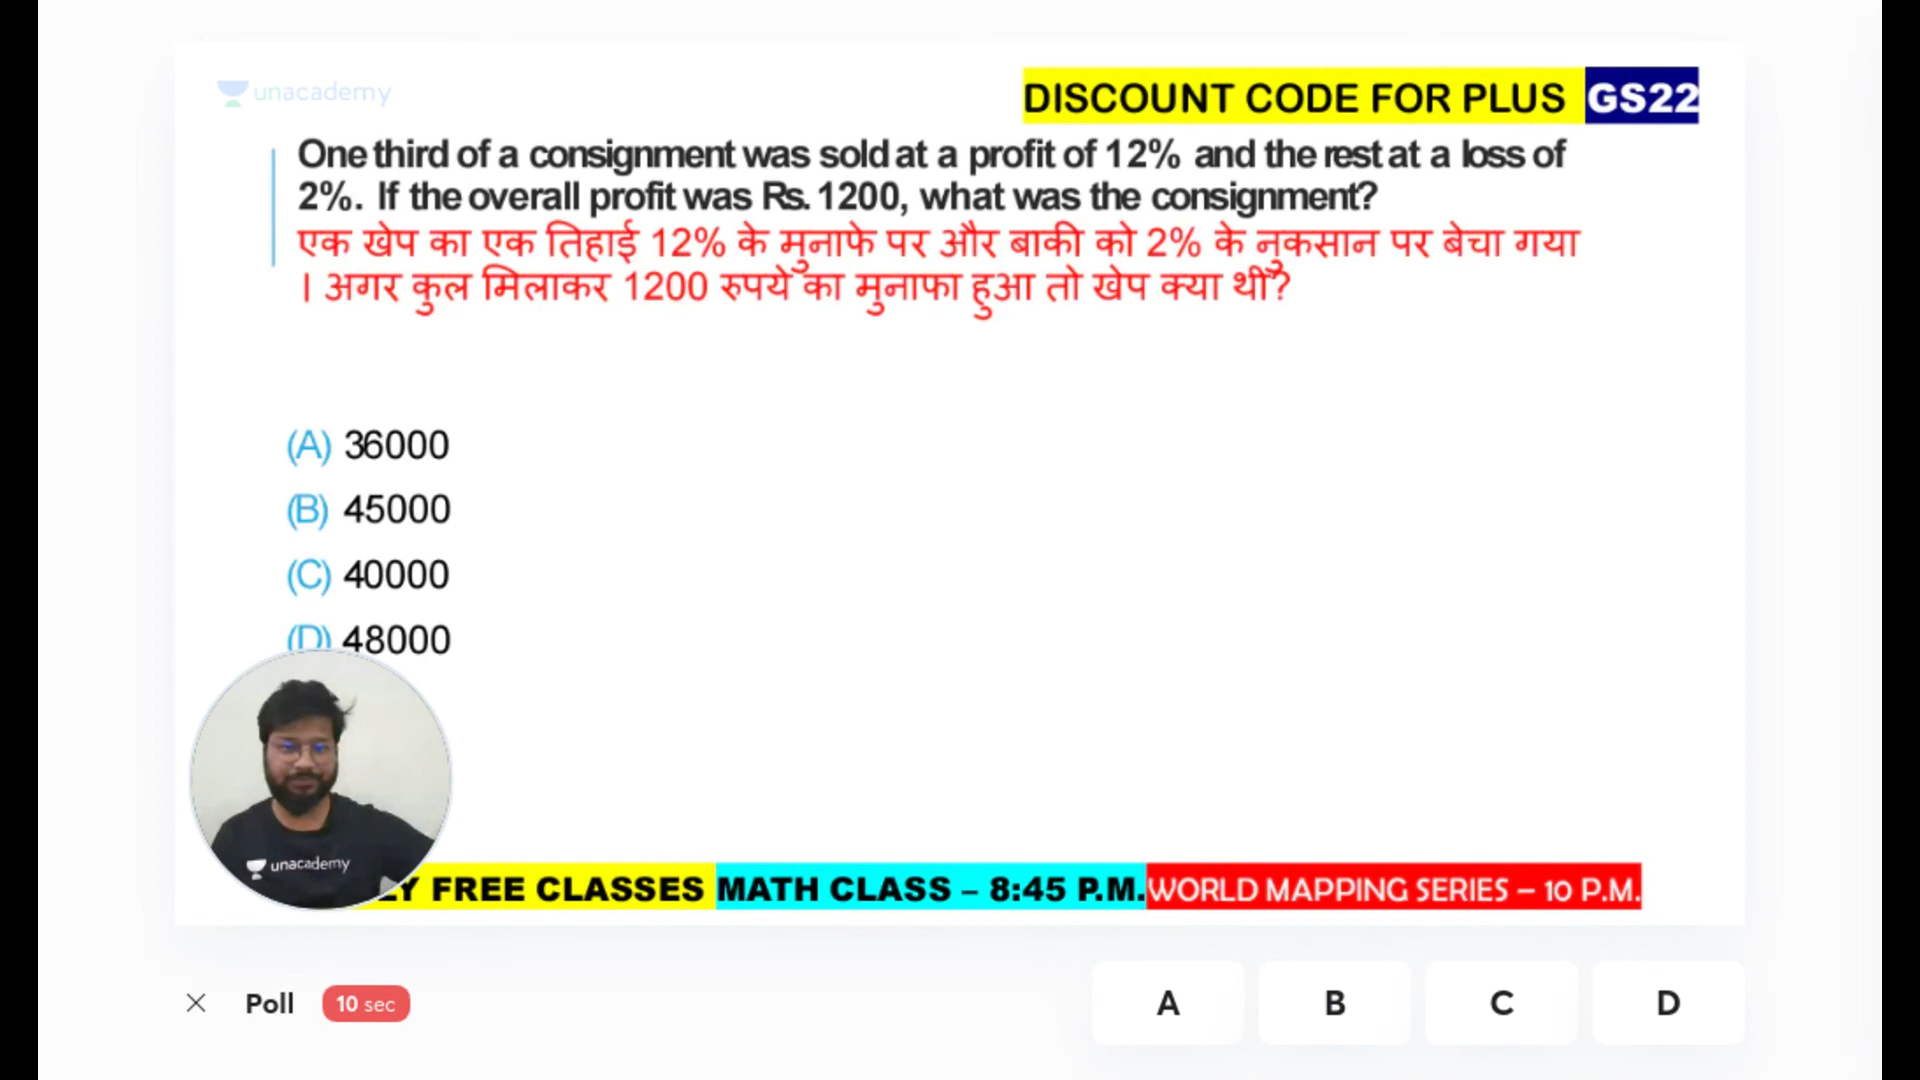 unacademy
DISCOUNT CODE FOR PLUS GS22
One third of a consignment was sold at a profit of 12% and the rest at a loss of
2%. If the overall profit was Rs. 1200, what was the consignment?
एक खेप का एक तिहाई 12% के मुनाफे पर और बाकी को 2% के नुकसान पर बेचा गया
। अगर कुल मिलाकर 1200 रुपये का मुनाफा हुआ तो खेप क्या थी?
(A) 36000
(B) 45000
(C) 40000
(D) 48000
unacademy
FREE CLASSES MATH CLASS – 8:45 P.M. WORLD MAPPING SERIES – 10 P.M.
Poll 10 sec A B C D